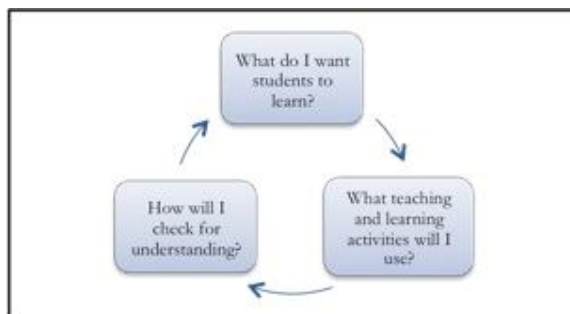 What do I want
students to
learn?
What teaching
and learning
activities will I
use?
How will I
check for
understanding?